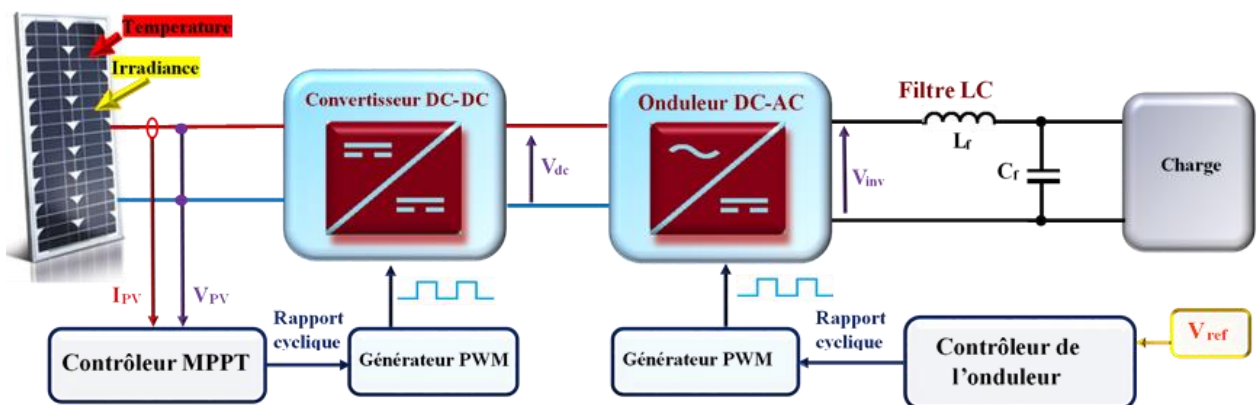 Temperature
Irradiance
Convertisseur DC-DC
Onduleur DC-AC
Filtre LC
Lf
Cf
Charge
Vdc
Vinv
IPV
VPV
Rapport
cyclique
Contrôleur MPPT
Générateur PWM
Générateur PWM
Rapport
cyclique
Contrôleur de
l'onduleur
Vref